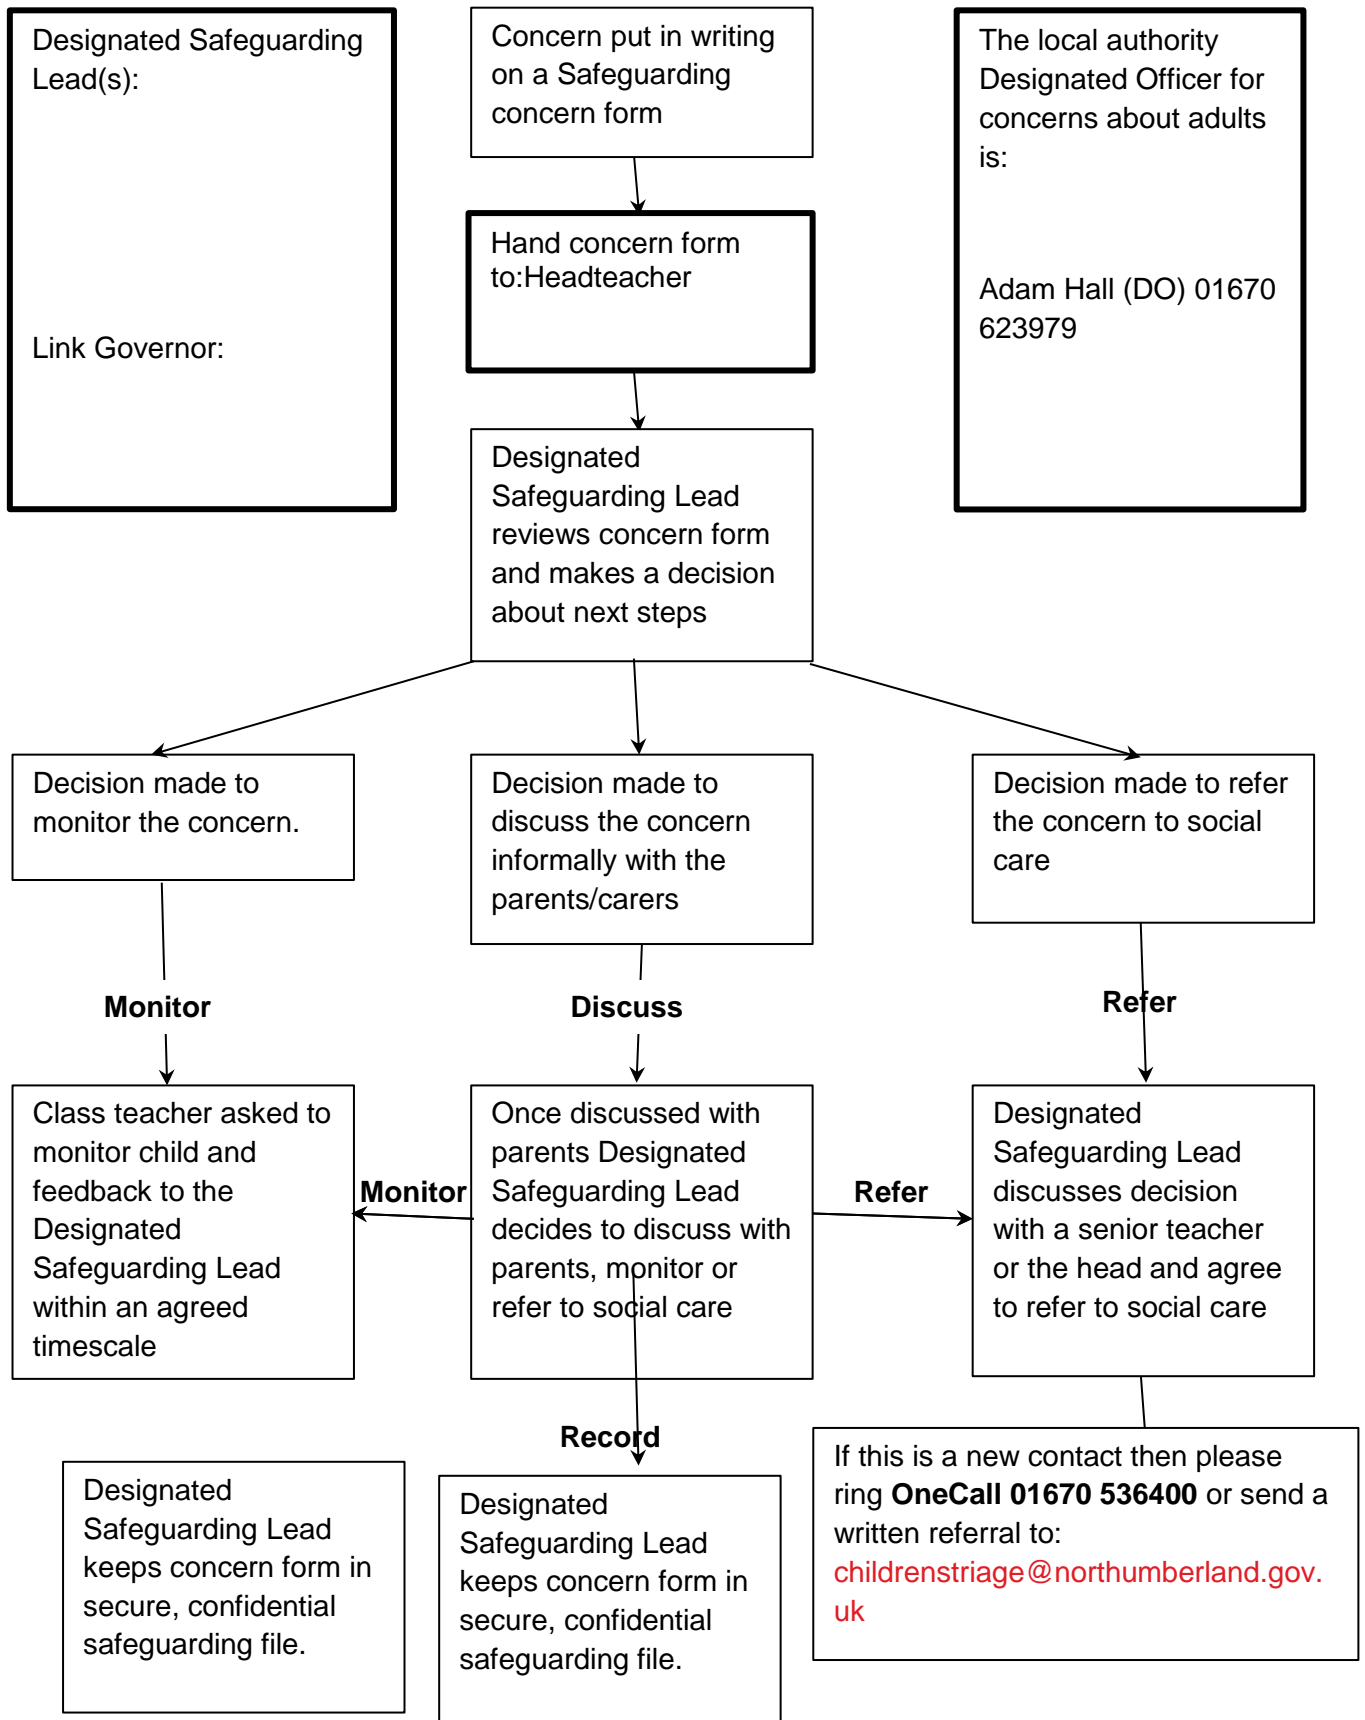 Designated Safeguarding
Lead(s):
Link Governor:
Concern put in writing
on a Safeguarding
concern form
The local authority
Designated Officer for
concerns about adults
is:
Adam Hall (DO) 01670
623979
Hand concern form
to:Headteacher
Designated
Safeguarding Lead
reviews concern form
and makes a decision
about next steps
Decision made to
monitor the concern.
Decision made to
discuss the concern
informally with the
parents/carers
Decision made to refer
the concern to social
care
Monitor
Discuss
Refer
Class teacher asked to
monitor child and
feedback to the
Designated
Safeguarding Lead
within an agreed
timescale
Monitor
Once discussed with
parents Designated
Safeguarding Lead
decides to discuss with
parents, monitor or
refer to social care
Refer
Designated
Safeguarding Lead
discusses decision
with a senior teacher
or the head and agree
to refer to social care
Record
Designated
Safeguarding Lead
keeps concern form in
secure, confidential
safeguarding file.
Designated
Safeguarding Lead
keeps concern form in
secure, confidential
safeguarding file.
If this is a new contact then please
ring OneCall 01670 536400 or send a
written referral to:
childrenstriage@northumberland.gov.
uk